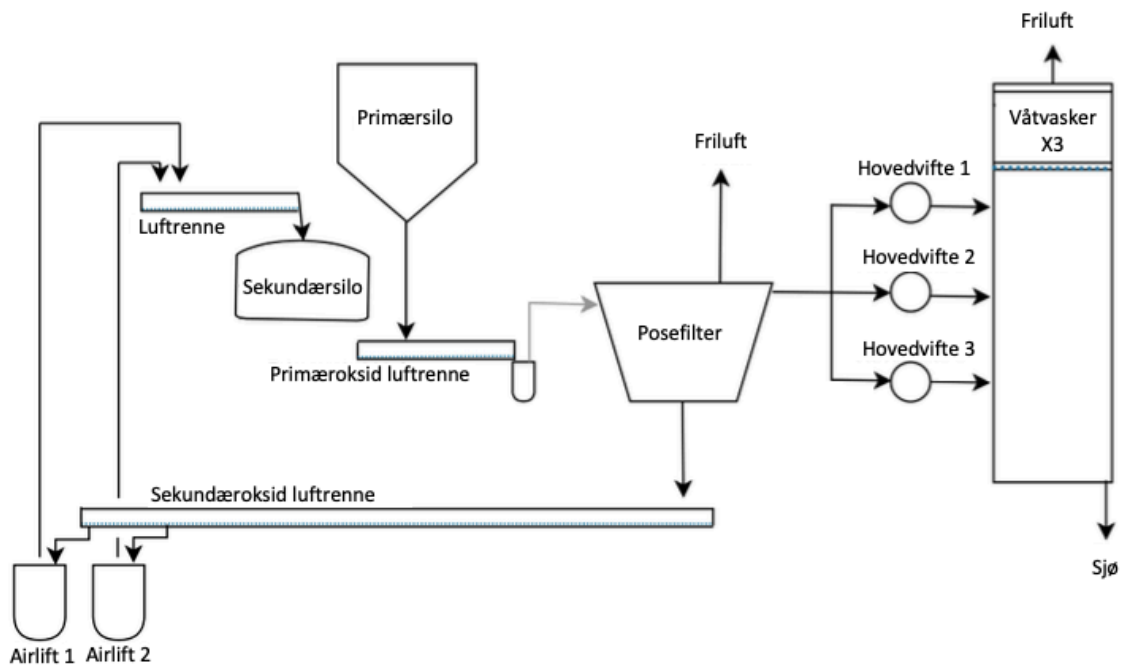 Friluft
Primærsilo
Våtvasker
X3
Friluft
Hovedvifte 1
Luftrenne
Hovedvifte 2
Sekundærsilo
Posefilter
Hovedvifte 3
Primæroksid luftrenne
Sekundæroksid luftrenne
Sjø
Airlift 1
Airlift 2